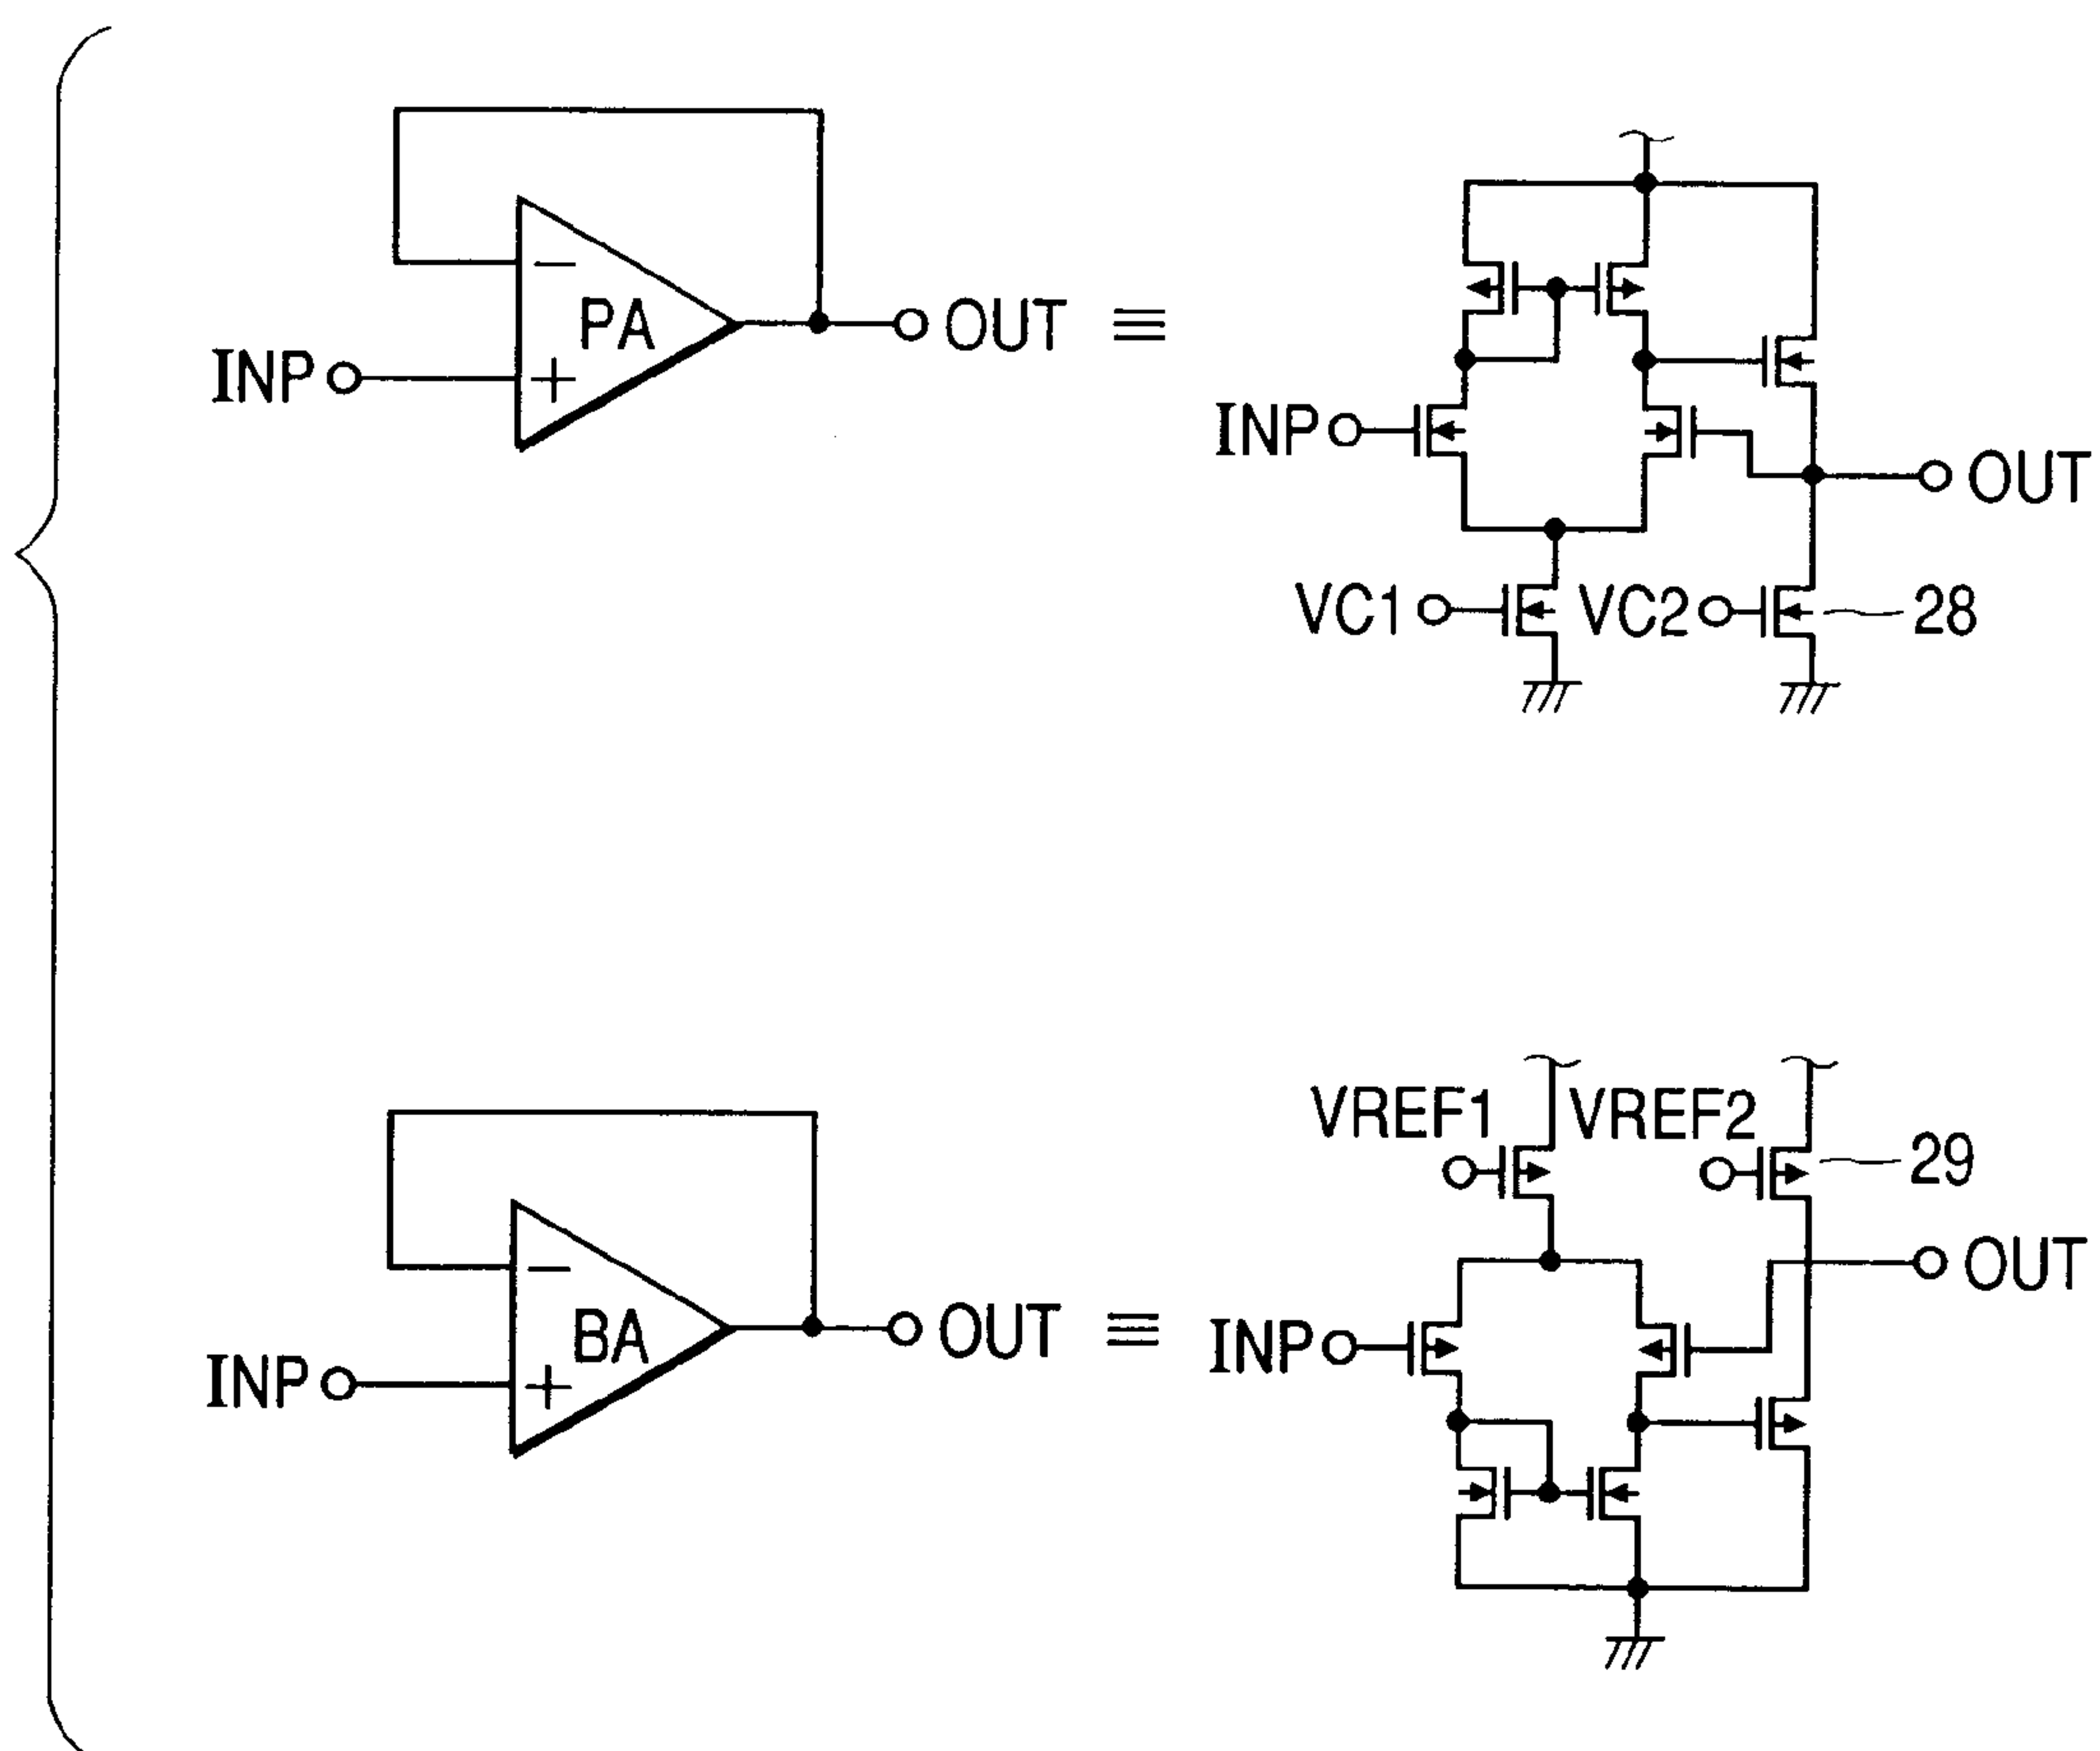 −
PA
INP
+
OUT
≡
INP
OUT
VC1
VC2
28
VREF1
VREF2
29
−
BA
INP
+
OUT
≡
INP
OUT